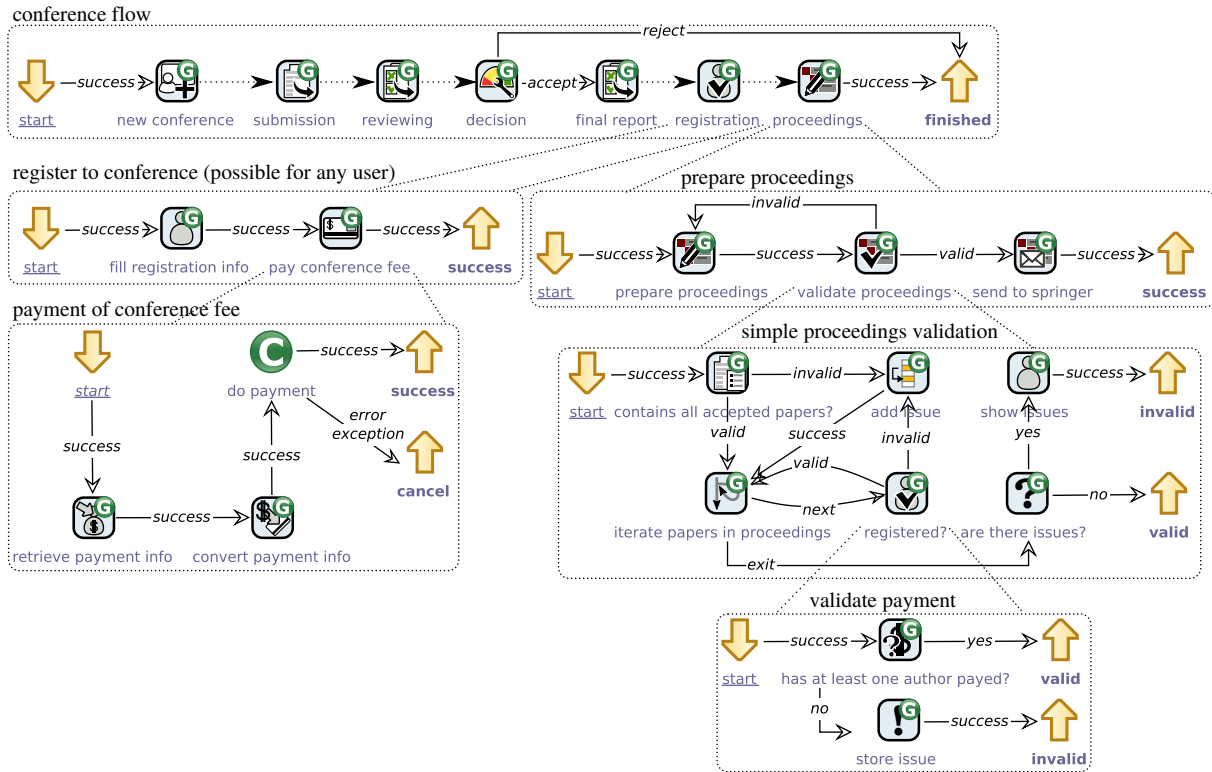 conference flow
reject
success
accept
success
start
new conference
submission
reviewing
decision
final report
registration
proceedings
finished
register to conference (possible for any user)
success
success
success
start
fill registration info
pay conference fee
success
prepare proceedings
invalid
success
success
valid
success
start
prepare proceedings
validate proceedings
send to springer
success
payment of conference fee
C
success
start
do payment
success
error
exception
success
success
cancel
success
retrieve payment info
convert payment info
simple proceedings validation
success
invalid
success
start
contains all accepted papers?
add issue
show issues
invalid
valid
success
invalid
yes
valid
next
no
iterate papers in proceedings
registered?
are there issues?
valid
exit
validate payment
success
yes
start
has at least one author payed?
valid
no
success
store issue
invalid